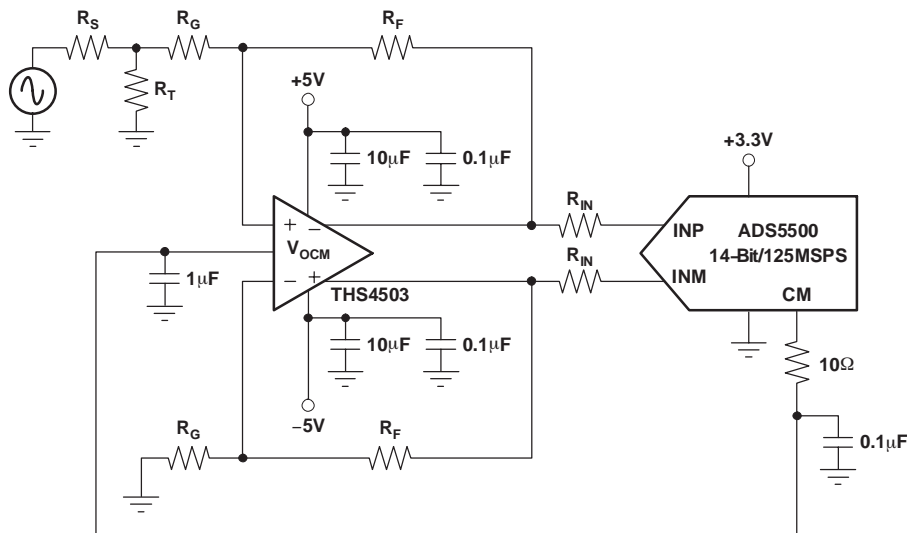 R_S
R_G
R_F
R_T
+5V
10μF
0.1μF
+3.3V
R_IN
INP
ADS5500
14–Bit/125MSPS
+
–
V_OCM
1μF
R_IN
INM
–
+
CM
THS4503
10μF
0.1μF
10Ω
–5V
R_G
R_F
0.1μF